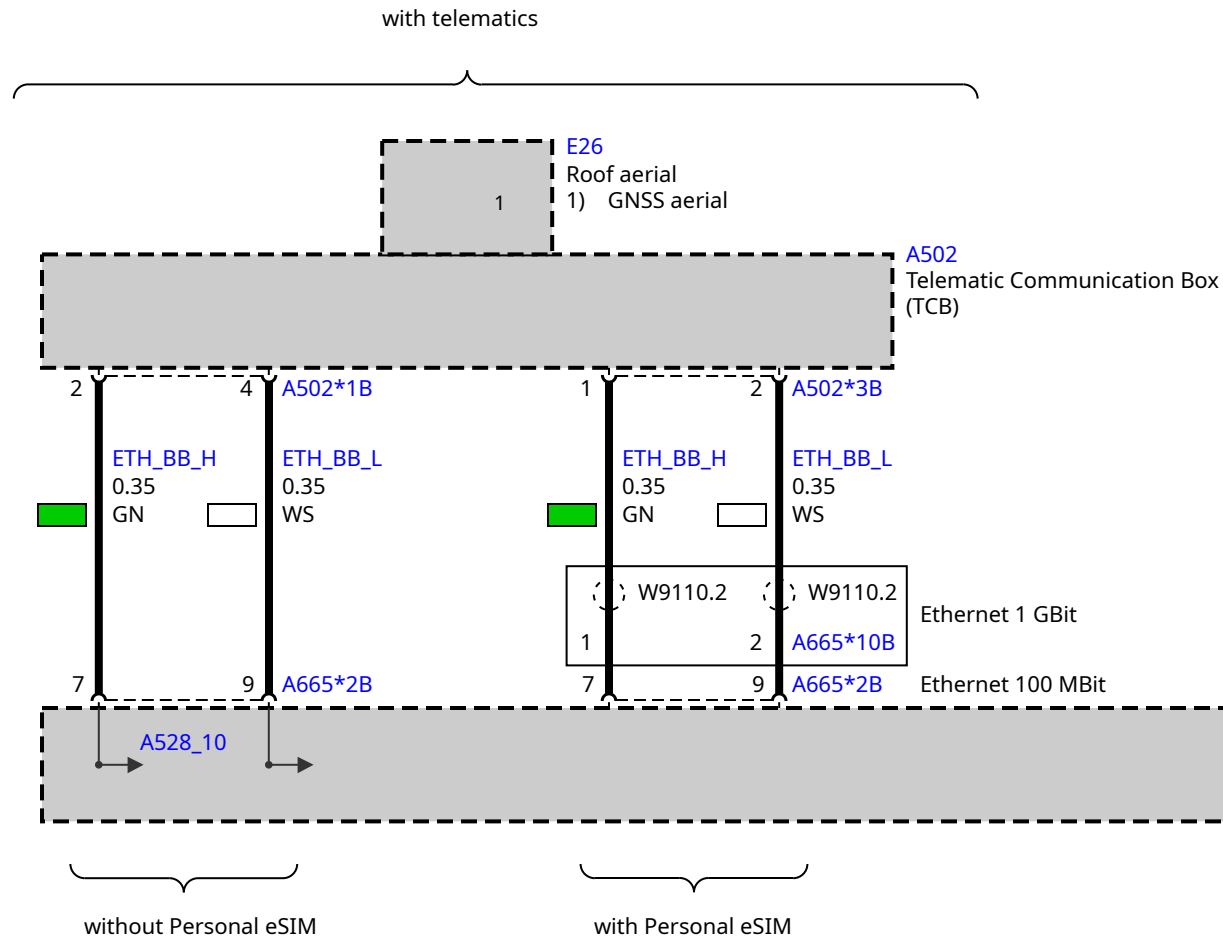 with telematics
E26
Roof aerial
1
1) GNSS aerial
A502
Telematic Communication Box
(TCB)
2 4 A502*1B 1 2 A502*3B
ETH_BB_H ETH_BB_L ETH_BB_H ETH_BB_L
0.35 0.35 0.35 0.35
GN WS GN WS
W9110.2 W9110.2
Ethernet 1 GBit
1 2 A665*10B
7 9 A665*2B 7 9 A665*2B Ethernet 100 MBit
A528_10
without Personal eSIM with Personal eSIM